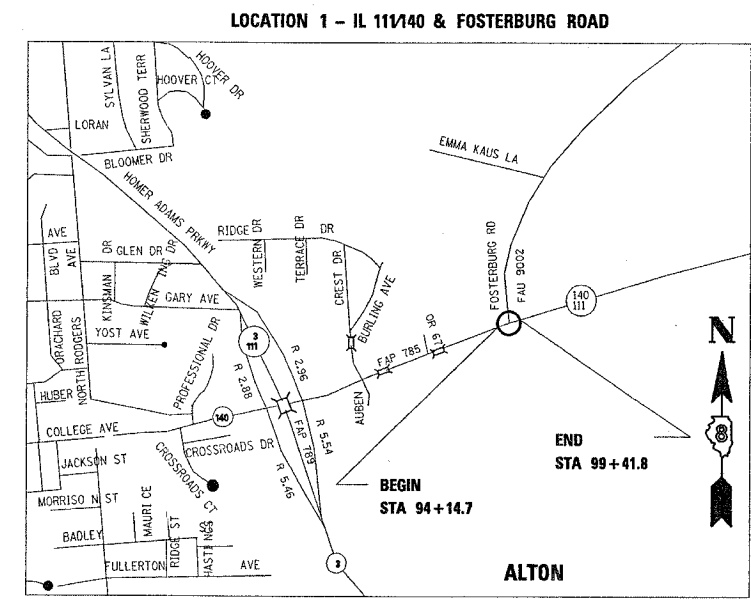 LOCATION 1 – IL 111/140 & FOSTERBURG ROAD
SYLVAN LA
SHERWOOD TERR
HOOVER CT
HOOVER DR
LORAN
BLOOMER DR
EMMA KAUS LA
HOMER ADAMS PRKWY
AVE
BLVD
AVE
GLEN DR
DR
RIDGE DR
WESTERN DR
TERRACE DR
CREST DR
BURLING AVE
KINSMAN
GARY AVE
YOST AVE
ORACHARD
NORTH RODGERS
PROFESSIONAL DR
3
111
R 2.88
R 2.96
FAP 785
FOSTERBURG RD
FAU 9002
140
111
N
8
HUBER
140
COLLEGE AVE
AUBEN
FAP 789
R 5.54
R 5.46
CROSSROADS DR
CROSSROADS CT
JACKSON ST
BEGIN
STA 94+14.7
END
STA 99+41.8
MORRISON ST
MAURICE
BADLEY
RIDGE ST
HASTINGS
FULLERTON AVE
3
ALTON